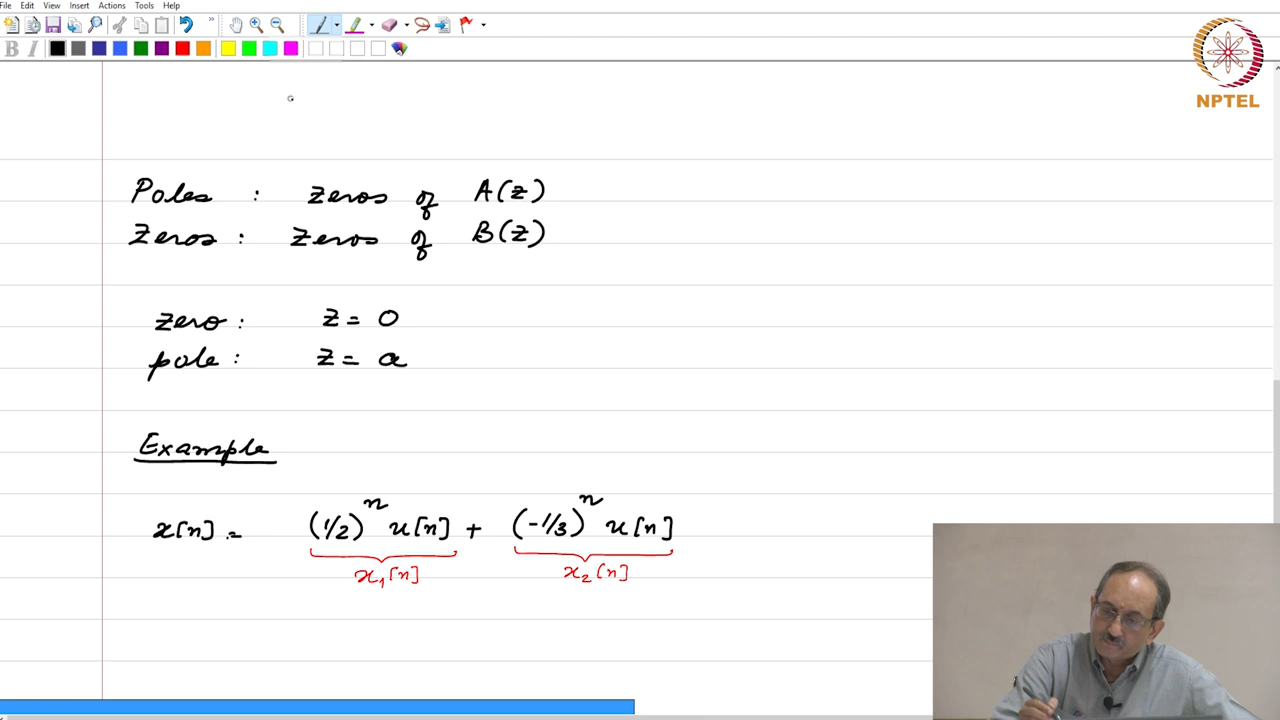 File Edit View Insert Actions Tools Help
NPTEL
Poles : zeros of A(z)
Zeros : Zeros of B(z)
zero : z = 0
pole : z = a
Example
x[n] = (1/2)^n u[n] + (-1/3)^n u[n]
x₁[n] x₂[n]